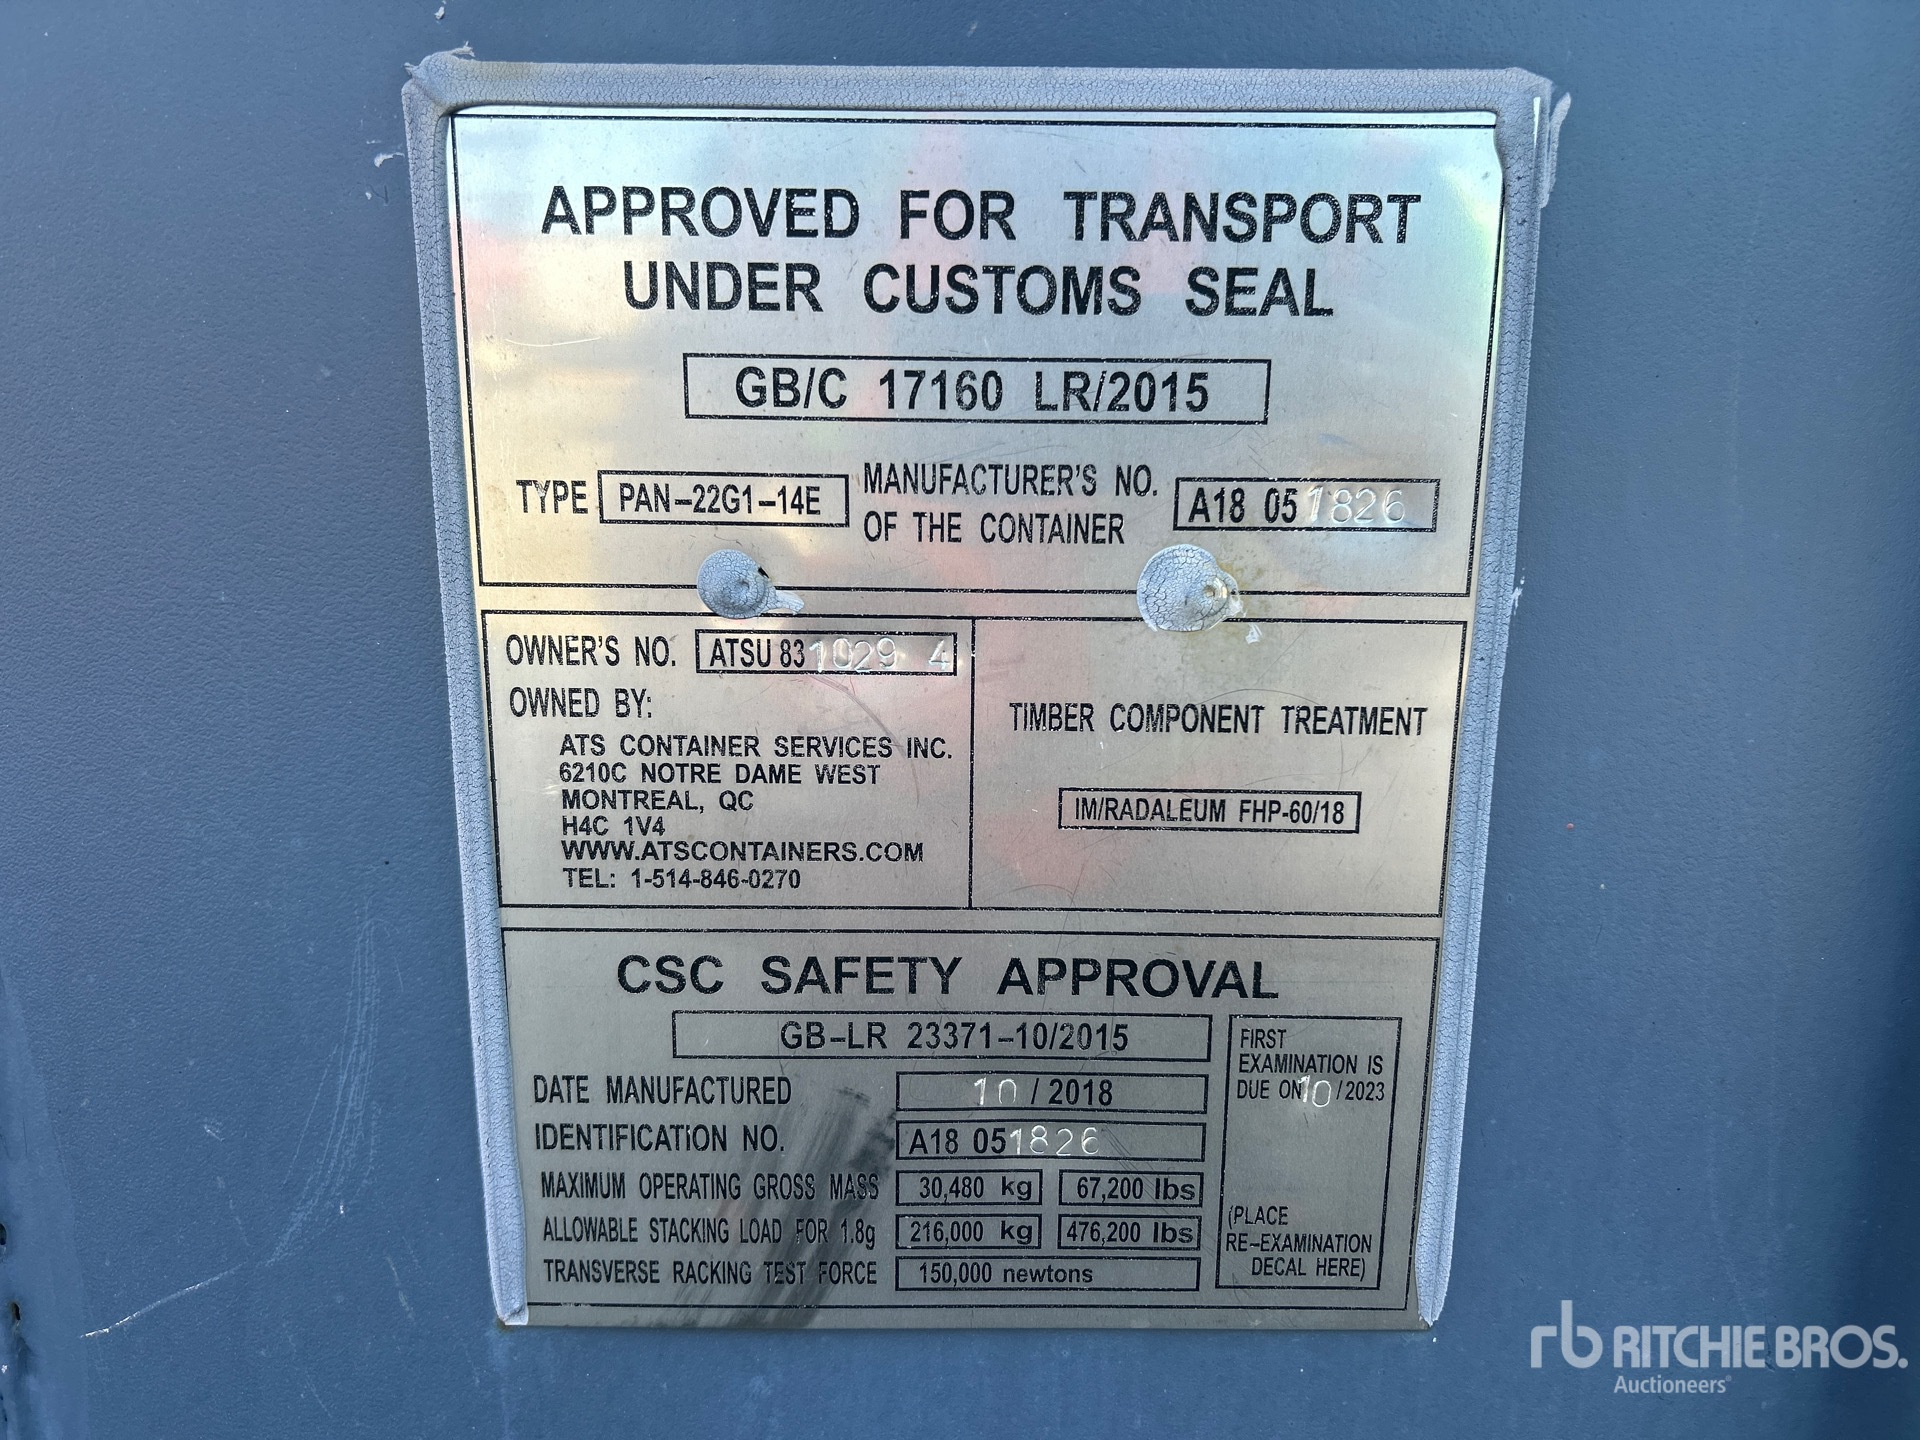 APPROVED FOR TRANSPORT
UNDER CUSTOMS SEAL
GB/C 17160 LR/2015
TYPE PAN-22G1-14E
MANUFACTURER'S NO.
OF THE CONTAINER
A18 051826
OWNER'S NO. ATSU 831029 4
OWNED BY:
ATS CONTAINER SERVICES INC.
6210C NOTRE DAME WEST
MONTREAL, QC
H4C 1V4
WWW.ATSCONTAINERS.COM
TEL: 1-514-846-0270
TIMBER COMPONENT TREATMENT
IM/RADALEUM FHP-60/18
CSC SAFETY APPROVAL
GB-LR 23371-10/2015
DATE MANUFACTURED 10 / 2018
IDENTIFICATION NO. A18 051826
MAXIMUM OPERATING GROSS MASS 30,480 kg 67,200 lbs
ALLOWABLE STACKING LOAD FOR 1.8g 216,000 kg 476,200 lbs
TRANSVERSE RACKING TEST FORCE 150,000 newtons
FIRST
EXAMINATION IS
DUE ON 10 / 2023
(PLACE
RE-EXAMINATION
DECAL HERE)
rb RITCHIE BROS.
Auctioneers